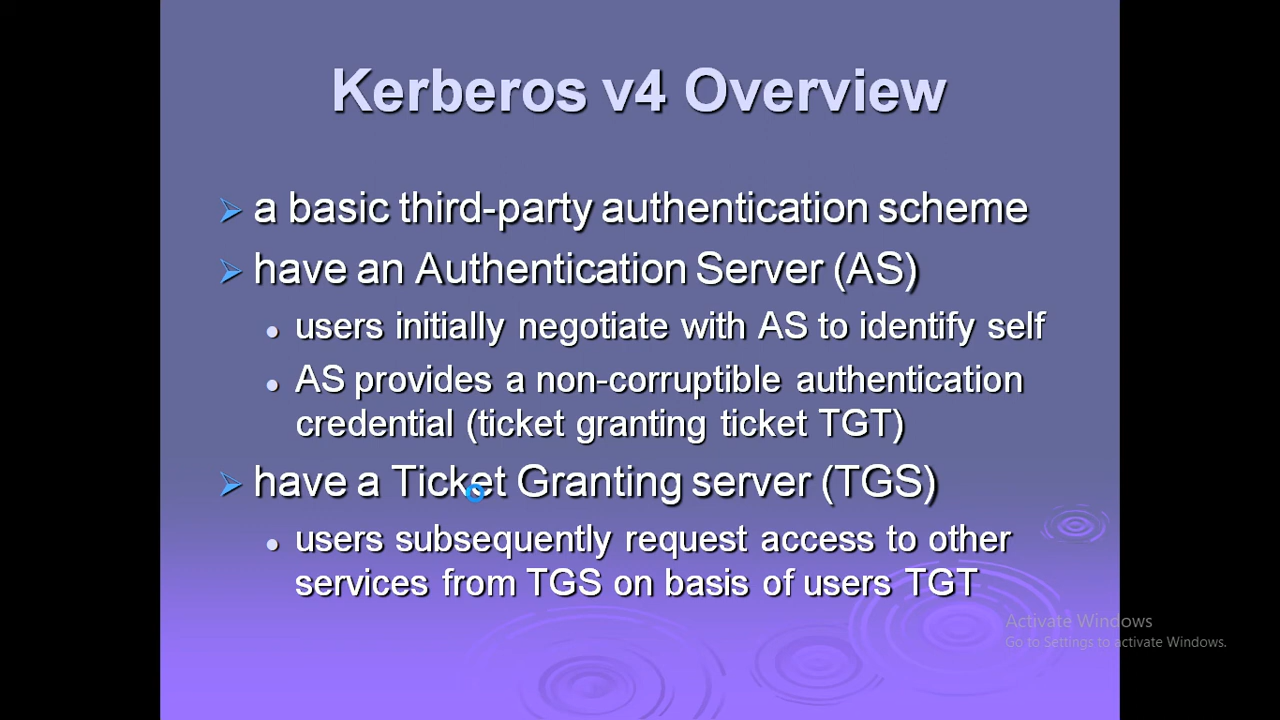 Kerberos v4 Overview
a basic third-party authentication scheme
have an Authentication Server (AS)
users initially negotiate with AS to identify self
AS provides a non-corruptible authentication
credential (ticket granting ticket TGT)
have a Ticket Granting server (TGS)
users subsequently request access to other
services from TGS on basis of users TGT
Activate Windows
Go to Settings to activate Windows.